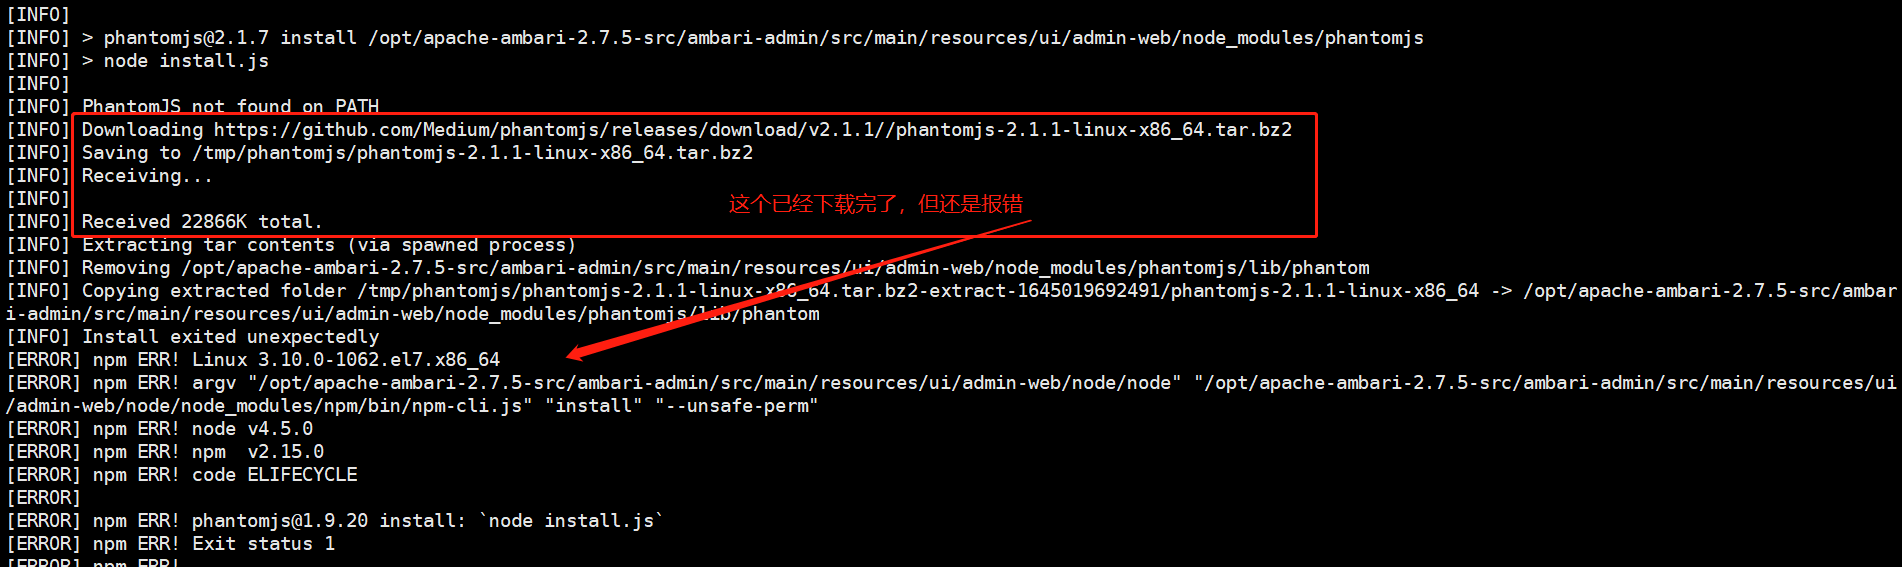 [INFO]
[INFO] > phantomjs@2.1.7 install /opt/apache-ambari-2.7.5-src/ambari-admin/src/main/resources/ui/admin-web/node_modules/phantomjs
[INFO] > node install.js
[INFO]
[INFO] PhantomJS not found on PATH
[INFO] Downloading https://github.com/Medium/phantomjs/releases/download/v2.1.1//phantomjs-2.1.1-linux-x86_64.tar.bz2
[INFO] Saving to /tmp/phantomjs/phantomjs-2.1.1-linux-x86_64.tar.bz2
[INFO] Receiving...
[INFO]
这个已经下载完了，但还是报错
[INFO] Received 22866K total.
[INFO] Extracting tar contents (via spawned process)
[INFO] Removing /opt/apache-ambari-2.7.5-src/ambari-admin/src/main/resources/ui/admin-web/node_modules/phantomjs/lib/phantom
[INFO] Copying extracted folder /tmp/phantomjs/phantomjs-2.1.1-linux-x86_64.tar.bz2-extract-1645019692491/phantomjs-2.1.1-linux-x86_64 -> /opt/apache-ambari-2.7.5-src/ambar
i-admin/src/main/resources/ui/admin-web/node_modules/phantomjs/lib/phantom
[INFO] Install exited unexpectedly
[ERROR] npm ERR! Linux 3.10.0-1062.el7.x86_64
[ERROR] npm ERR! argv "/opt/apache-ambari-2.7.5-src/ambari-admin/src/main/resources/ui/admin-web/node/node" "/opt/apache-ambari-2.7.5-src/ambari-admin/src/main/resources/ui
/admin-web/node/node_modules/npm/bin/npm-cli.js" "install" "--unsafe-perm"
[ERROR] npm ERR! node v4.5.0
[ERROR] npm ERR! npm  v2.15.0
[ERROR] npm ERR! code ELIFECYCLE
[ERROR]
[ERROR] npm ERR! phantomjs@1.9.20 install: `node install.js`
[ERROR] npm ERR! Exit status 1
[ERROR] npm ERR!